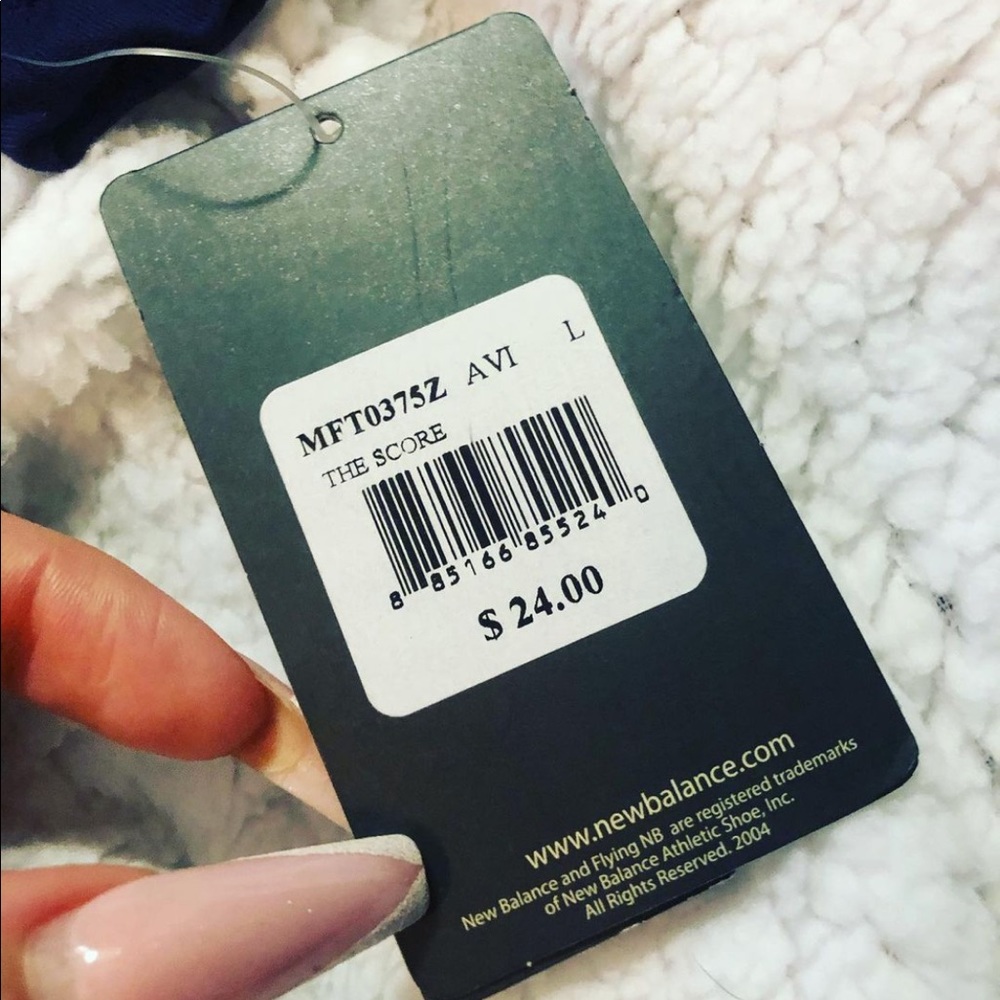 MFT0375Z AVI L
THE SCORE
8 85166 85524 0
$ 24.00
www.newbalance.com
New Balance and Flying NB are registered trademarks
of New Balance Athletic Shoe, Inc.
All Rights Reserved. 2004